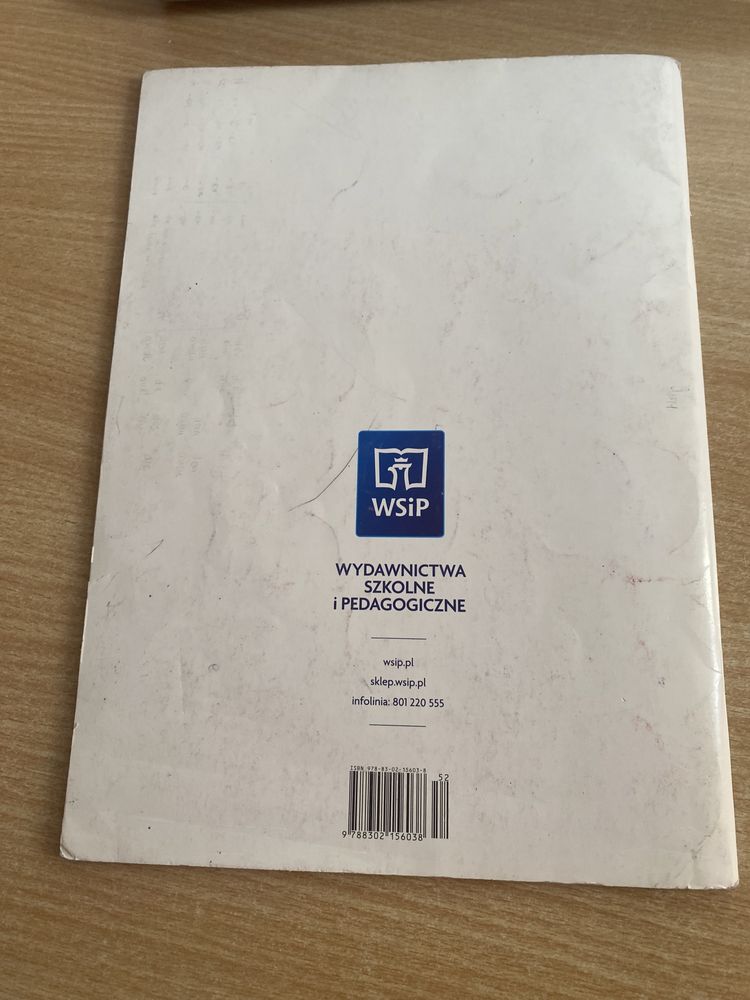 WSiP
WYDAWNICTWA
SZKOLNE
i PEDAGOGICZNE
wsip.pl
sklep.wsip.pl
infolinia: 801 220 555
ISBN 978-83-02-15603-8
52
9 788302 156038